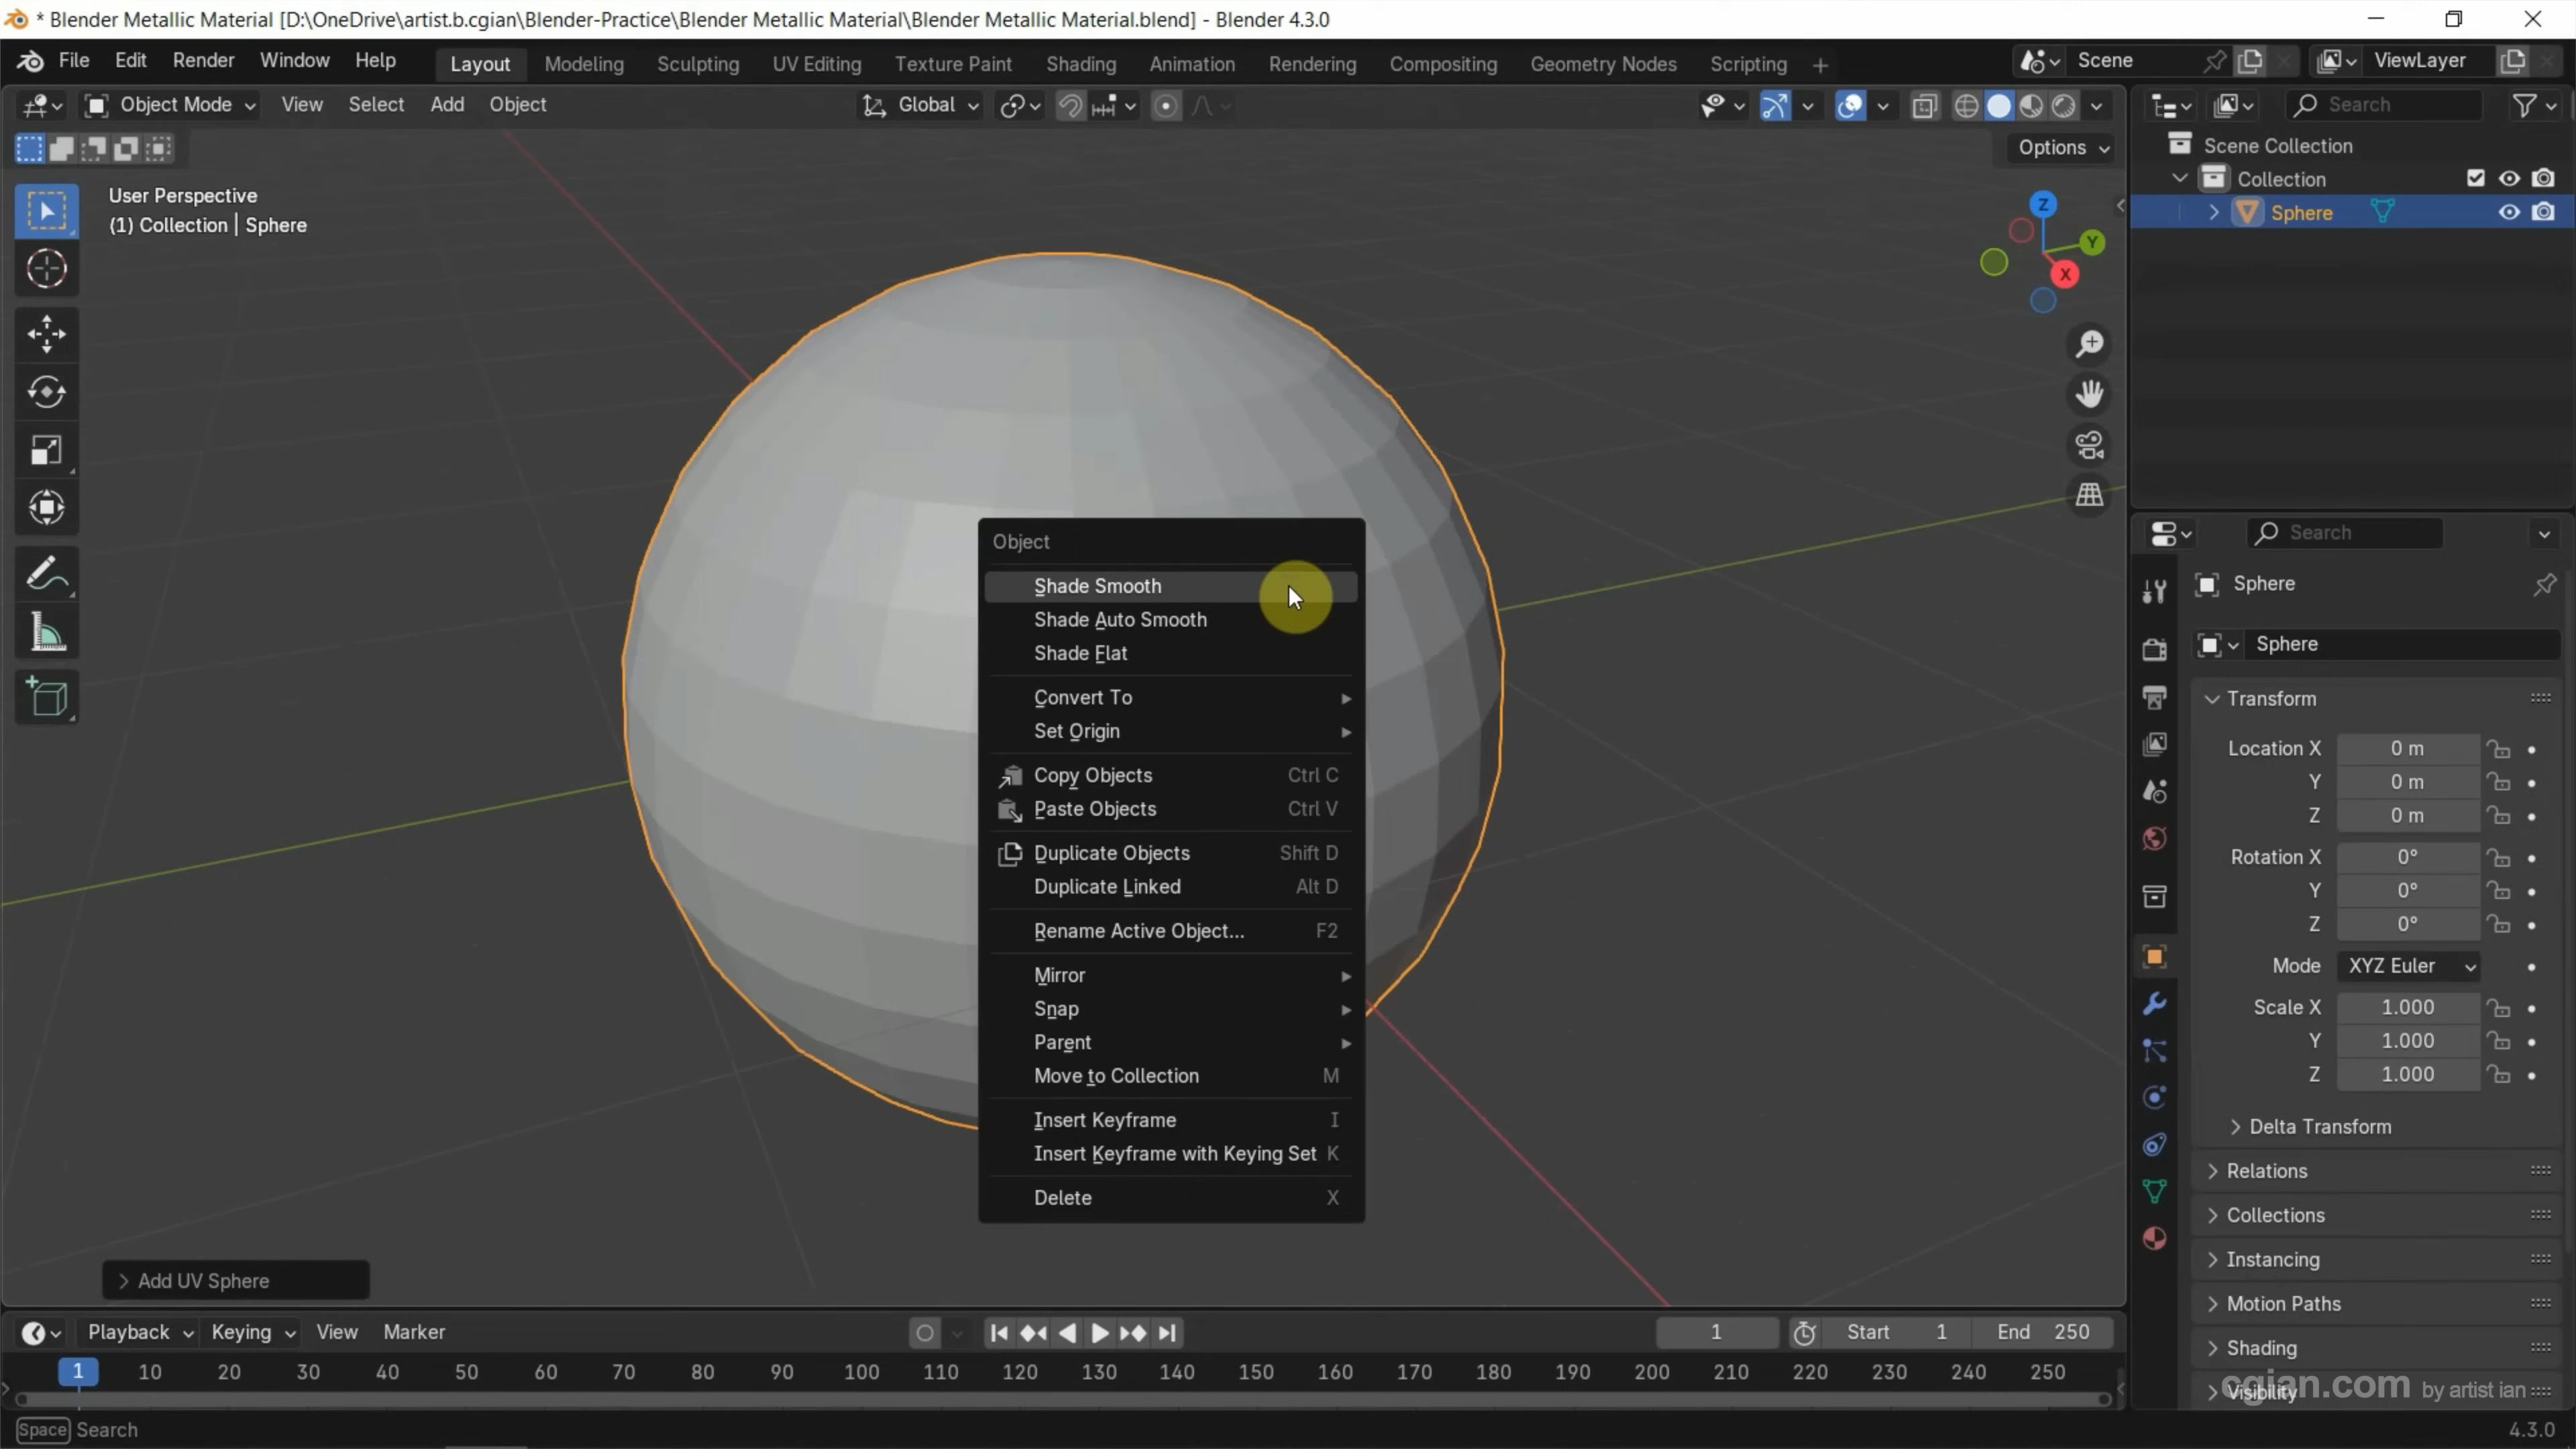 * Blender Metallic Material [D:\OneDrive\artist.b.cgian\Blender-Practice\Blender Metallic Material\Blender Metallic Material.blend] - Blender 4.3.0
File Edit Render Window Help Layout Modeling Sculpting UV Editing Texture Paint Shading Animation Rendering Compositing Geometry Nodes Scripting + Scene ViewLayer
Object Mode View Select Add Object Global Search
Options
Scene Collection
Collection
Sphere
User Perspective
(1) Collection | Sphere
Z
Y
X
Object
Shade Smooth
Shade Auto Smooth
Shade Flat
Convert To
Set Origin
Copy Objects Ctrl C
Paste Objects Ctrl V
Duplicate Objects Shift D
Duplicate Linked Alt D
Rename Active Object... F2
Mirror
Snap
Parent
Move to Collection M
Insert Keyframe I
Insert Keyframe with Keying Set K
Delete X
Search
Sphere
Sphere
Transform
Location X 0 m
Y 0 m
Z 0 m
Rotation X 0°
Y 0°
Z 0°
Mode XYZ Euler
Scale X 1.000
Y 1.000
Z 1.000
Delta Transform
Relations
Collections
Instancing
Motion Paths
Shading
Visibility
cgian.com by artist ian
Add UV Sphere
Playback Keying View Marker 1 Start 1 End 250
1 10 20 30 40 50 60 70 80 90 100 110 120 130 140 150 160 170 180 190 200 210 220 230 240 250
Space Search 4.3.0